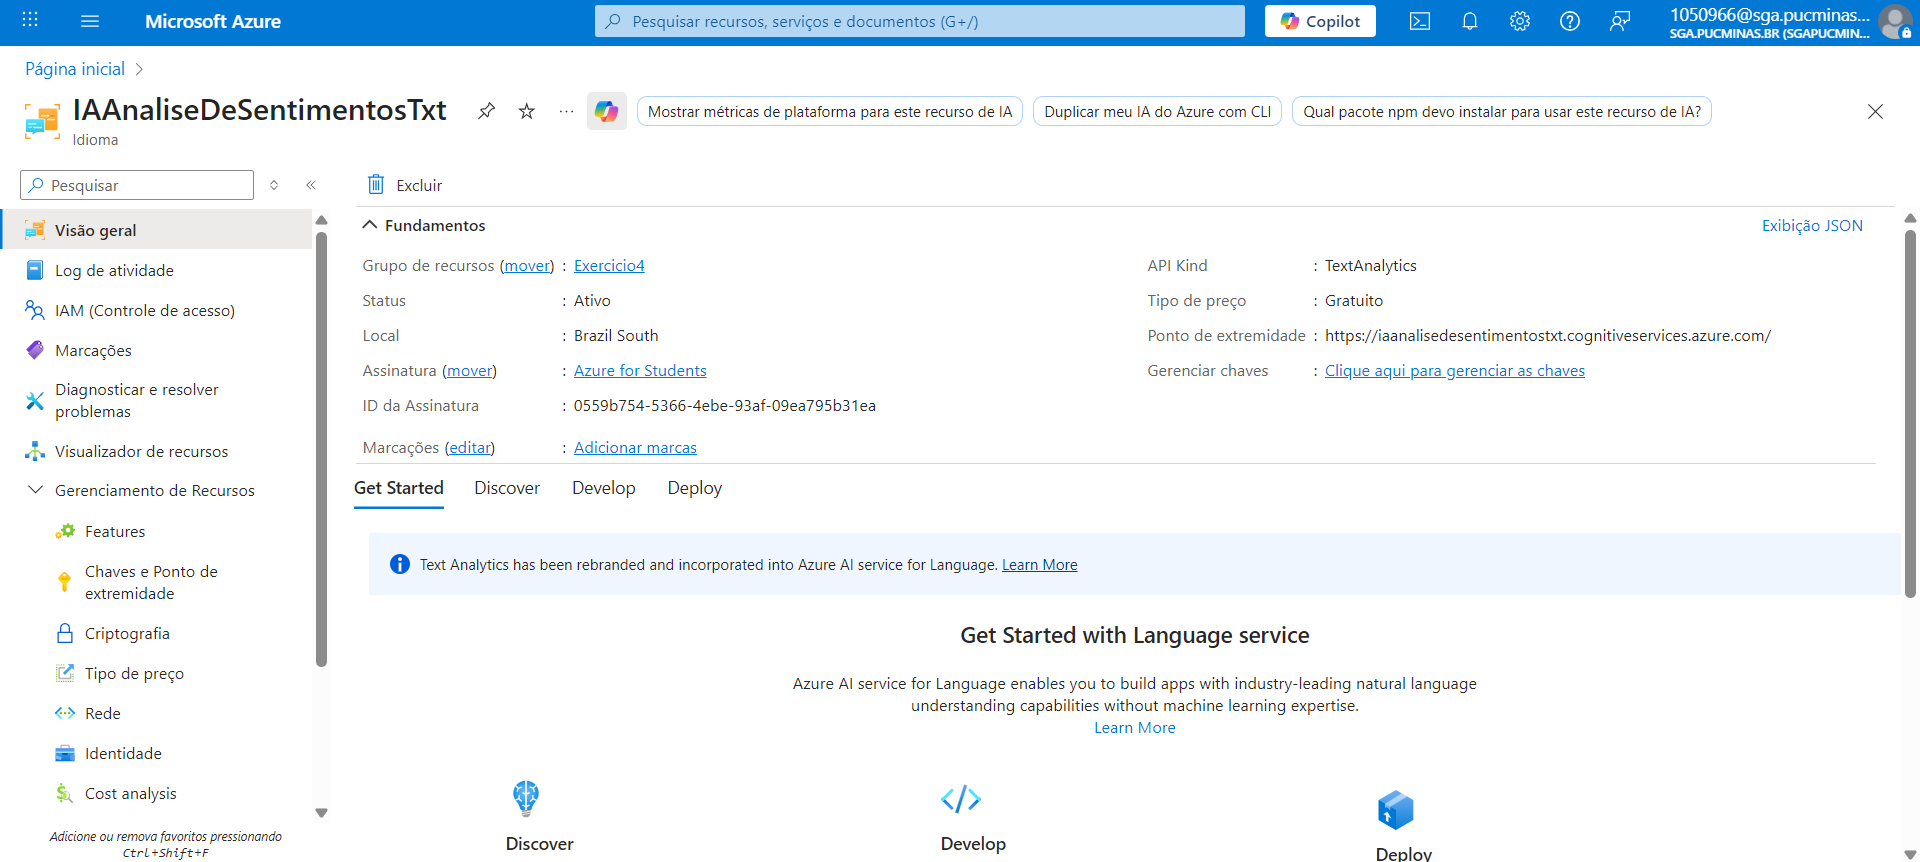 Microsoft Azure
Pesquisar recursos, serviços e documentos (G+/)
Copilot
1050966@sga.pucminas...
SGA.PUCMINAS.BR (SGAPUCMIN...
Página inicial
IAAnaliseDeSentimentosTxt
Idioma
Mostrar métricas de plataforma para este recurso de IA
Duplicar meu IA do Azure com CLI
Qual pacote npm devo instalar para usar este recurso de IA?
Pesquisar
Excluir
Visão geral
Log de atividade
IAM (Controle de acesso)
Marcações
Diagnosticar e resolver
problemas
Visualizador de recursos
Gerenciamento de Recursos
Features
Chaves e Ponto de
extremidade
Criptografia
Tipo de preço
Rede
Identidade
Cost analysis
Adicione ou remova favoritos pressionando
Ctrl+Shift+F
Fundamentos
Exibição JSON
Grupo de recursos (mover) : Exercicio4
Status : Ativo
Local : Brazil South
Assinatura (mover) : Azure for Students
ID da Assinatura : 0559b754-5366-4ebe-93af-09ea795b31ea
Marcações (editar) : Adicionar marcas
API Kind : TextAnalytics
Tipo de preço : Gratuito
Ponto de extremidade : https://iaanalisedesentimentostxt.cognitiveservices.azure.com/
Gerenciar chaves : Clique aqui para gerenciar as chaves
Get Started
Discover
Develop
Deploy
Text Analytics has been rebranded and incorporated into Azure AI service for Language. Learn More
Get Started with Language service
Azure AI service for Language enables you to build apps with industry-leading natural language
understanding capabilities without machine learning expertise.
Learn More
Discover
Develop
Deploy